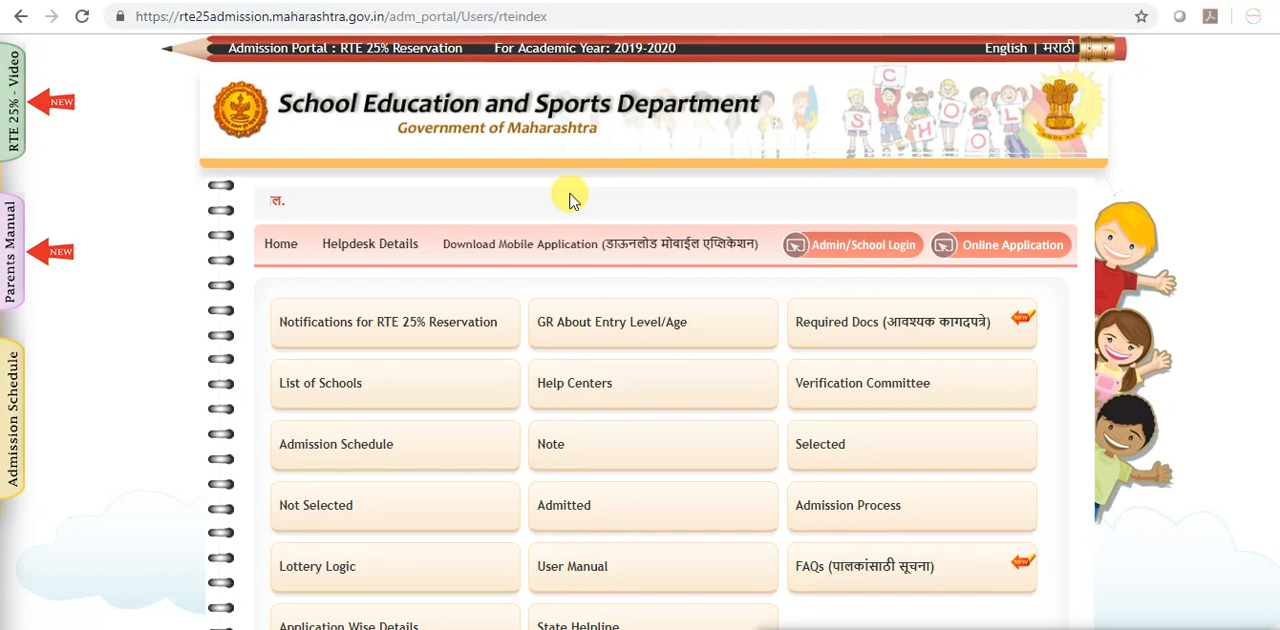 https://rte25admission.maharashtra.gov.in/adm_portal/Users/rteindex
Admission Portal : RTE 25% Reservation For Academic Year: 2019-2020 English | मराठी
School Education and Sports Department
Government of Maharashtra
SCHOOL
RTE 25% - Video
NEW
Parents Manual
NEW
Admission Schedule
Home Helpdesk Details Download Mobile Application (डाऊनलोड मोबाईल एप्लिकेशन) Admin/School Login Online Application
Notifications for RTE 25% Reservation GR About Entry Level/Age Required Docs (आवश्यक कागदपत्रे) NEW
List of Schools Help Centers Verification Committee
Admission Schedule Note Selected
Not Selected Admitted Admission Process
Lottery Logic User Manual FAQs (पालकांसाठी सूचना) NEW
Application Wise Details State Helpline